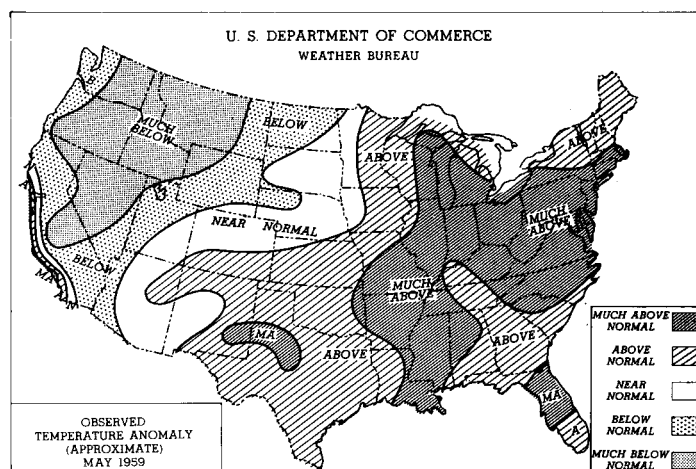 U. S. DEPARTMENT OF COMMERCE
WEATHER BUREAU
MUCH
BELOW
BELOW
ABOVE
ABOVE
NEAR NORMAL
MUCH
ABOVE
BELOW
MUCH
ABOVE
MA
ABOVE
ABOVE
MA
A
A
MA
MUCH ABOVE
NORMAL
ABOVE
NORMAL
NEAR
NORMAL
BELOW
NORMAL
MUCH BELOW
NORMAL
OBSERVED
TEMPERATURE ANOMALY
(APPROXIMATE)
MAY 1959